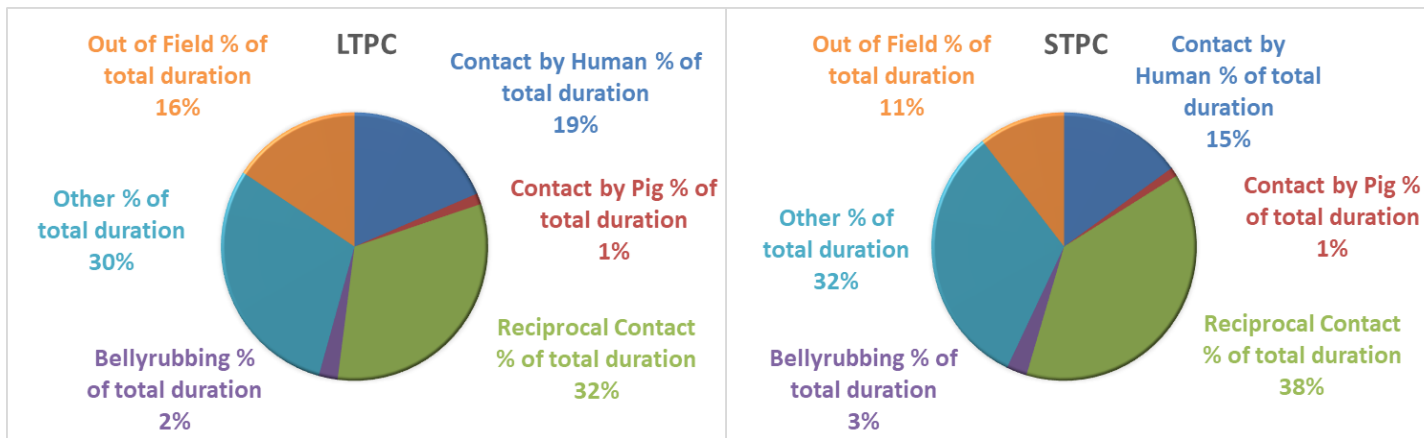 LTPC
Out of Field % of
total duration
16%
Contact by Human % of
total duration
19%
Other % of
total duration
30%
Contact by Pig % of
total duration
1%
Bellyrubbing %
of total duration
2%
Reciprocal Contact
% of total duration
32%
STPC
Out of Field % of
total duration
11%
Contact by
Human % of total
duration
15%
Other % of
total duration
32%
Contact by Pig %
of total duration
1%
Bellyrubbing % of
total duration
3%
Reciprocal Contact
% of total duration
38%